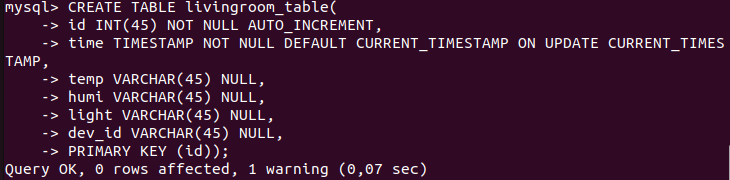 mysql> CREATE TABLE livingroom_table(
    -> id INT(45) NOT NULL AUTO_INCREMENT,
    -> time TIMESTAMP NOT NULL DEFAULT CURRENT_TIMESTAMP ON UPDATE CURRENT_TIMES
TAMP,
    -> temp VARCHAR(45) NULL,
    -> humi VARCHAR(45) NULL,
    -> light VARCHAR(45) NULL,
    -> dev_id VARCHAR(45) NULL,
    -> PRIMARY KEY (id));
Query OK, 0 rows affected, 1 warning (0,07 sec)